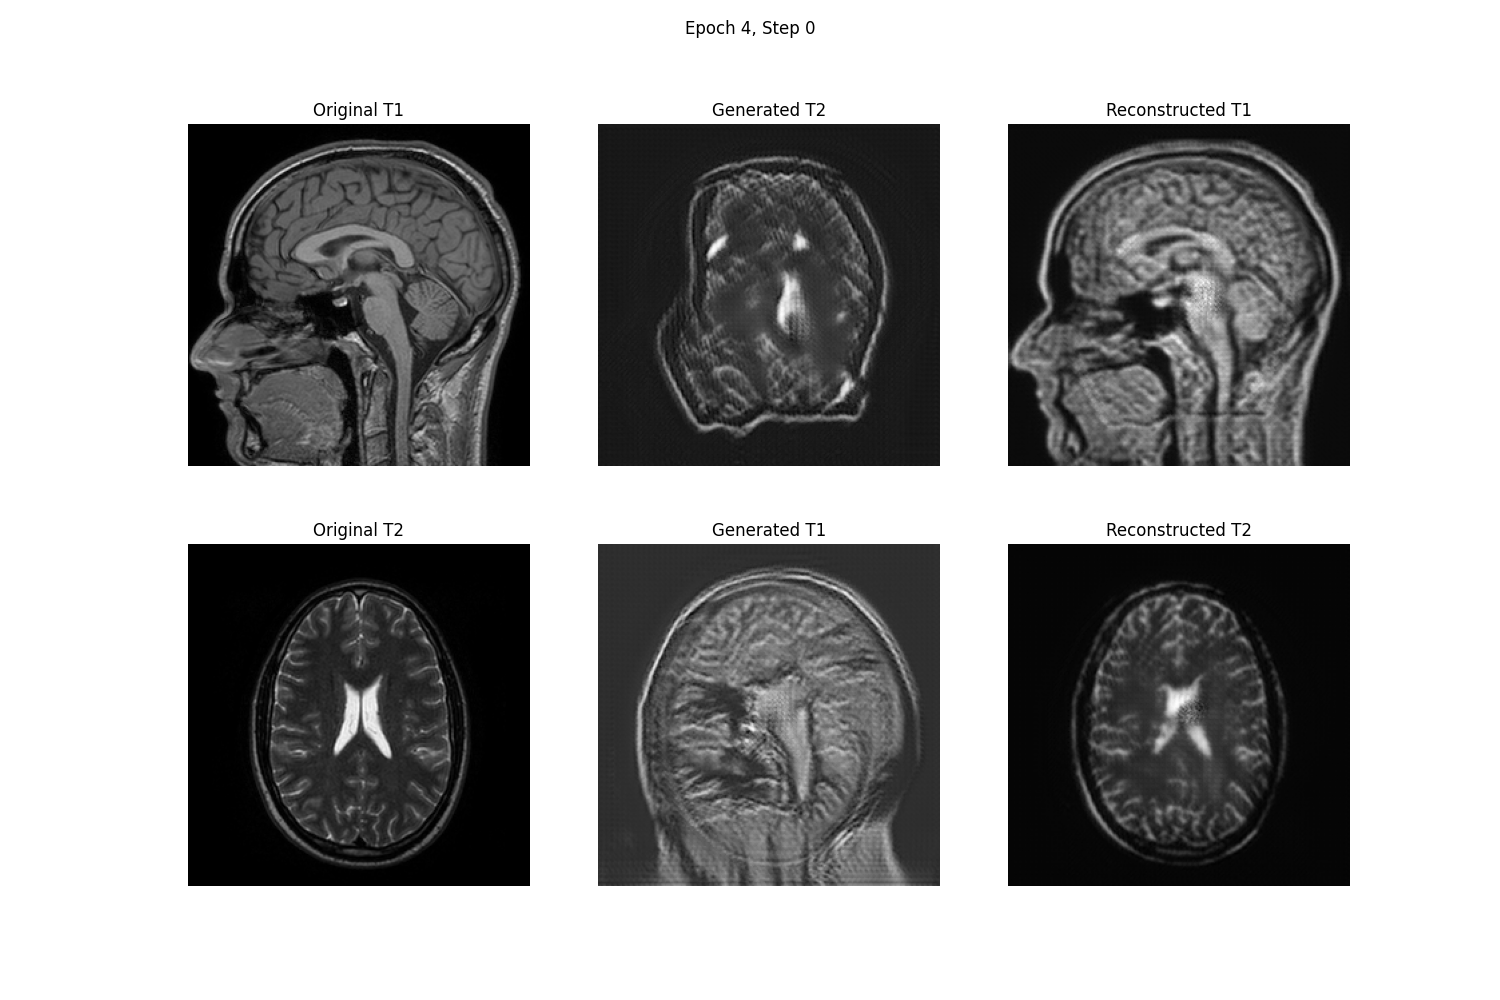 Epoch 4, Step 0
Original T1
Generated T2
Reconstructed T1
Original T2
Generated T1
Reconstructed T2